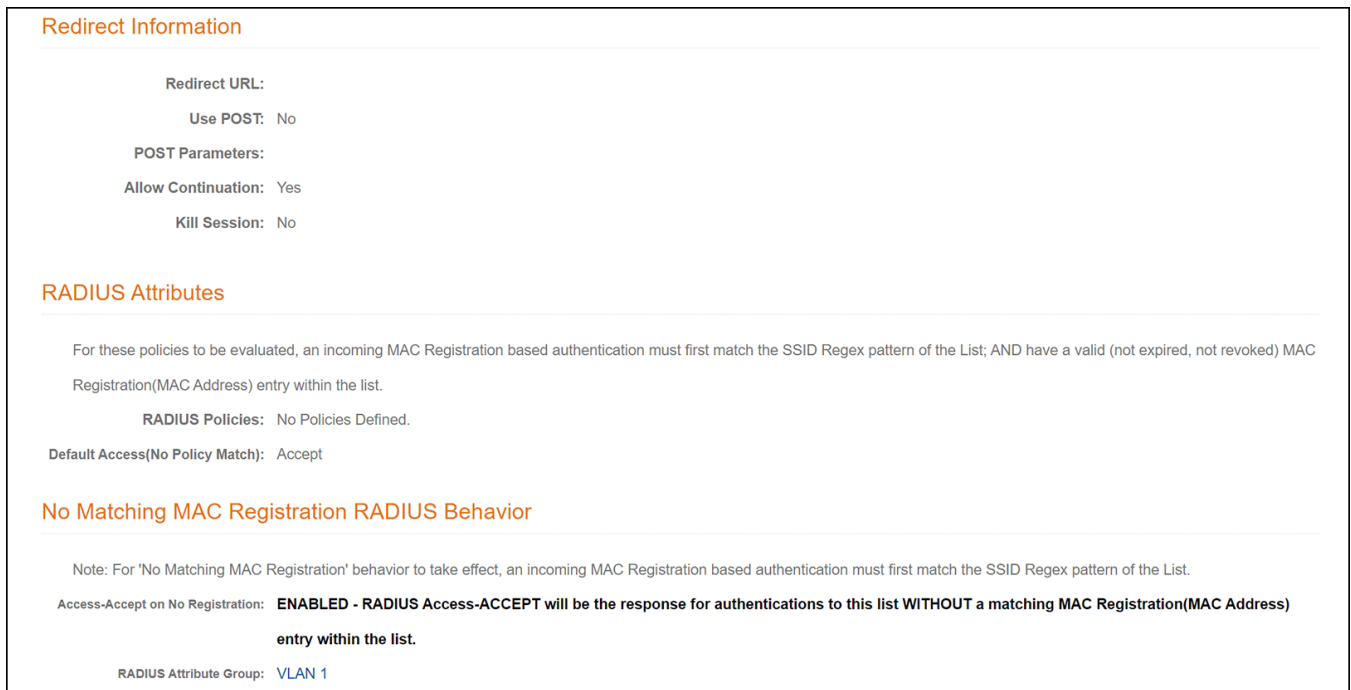 Redirect Information
Redirect URL:
Use POST: No
POST Parameters:
Allow Continuation: Yes
Kill Session: No
RADIUS Attributes
For these policies to be evaluated, an incoming MAC Registration based authentication must first match the SSID Regex pattern of the List; AND have a valid (not expired, not revoked) MAC
Registration(MAC Address) entry within the list.
RADIUS Policies: No Policies Defined.
Default Access(No Policy Match): Accept
No Matching MAC Registration RADIUS Behavior
Note: For 'No Matching MAC Registration' behavior to take effect, an incoming MAC Registration based authentication must first match the SSID Regex pattern of the List.
Access-Accept on No Registration: ENABLED - RADIUS Access-ACCEPT will be the response for authentications to this list WITHOUT a matching MAC Registration(MAC Address)
entry within the list.
RADIUS Attribute Group: VLAN 1